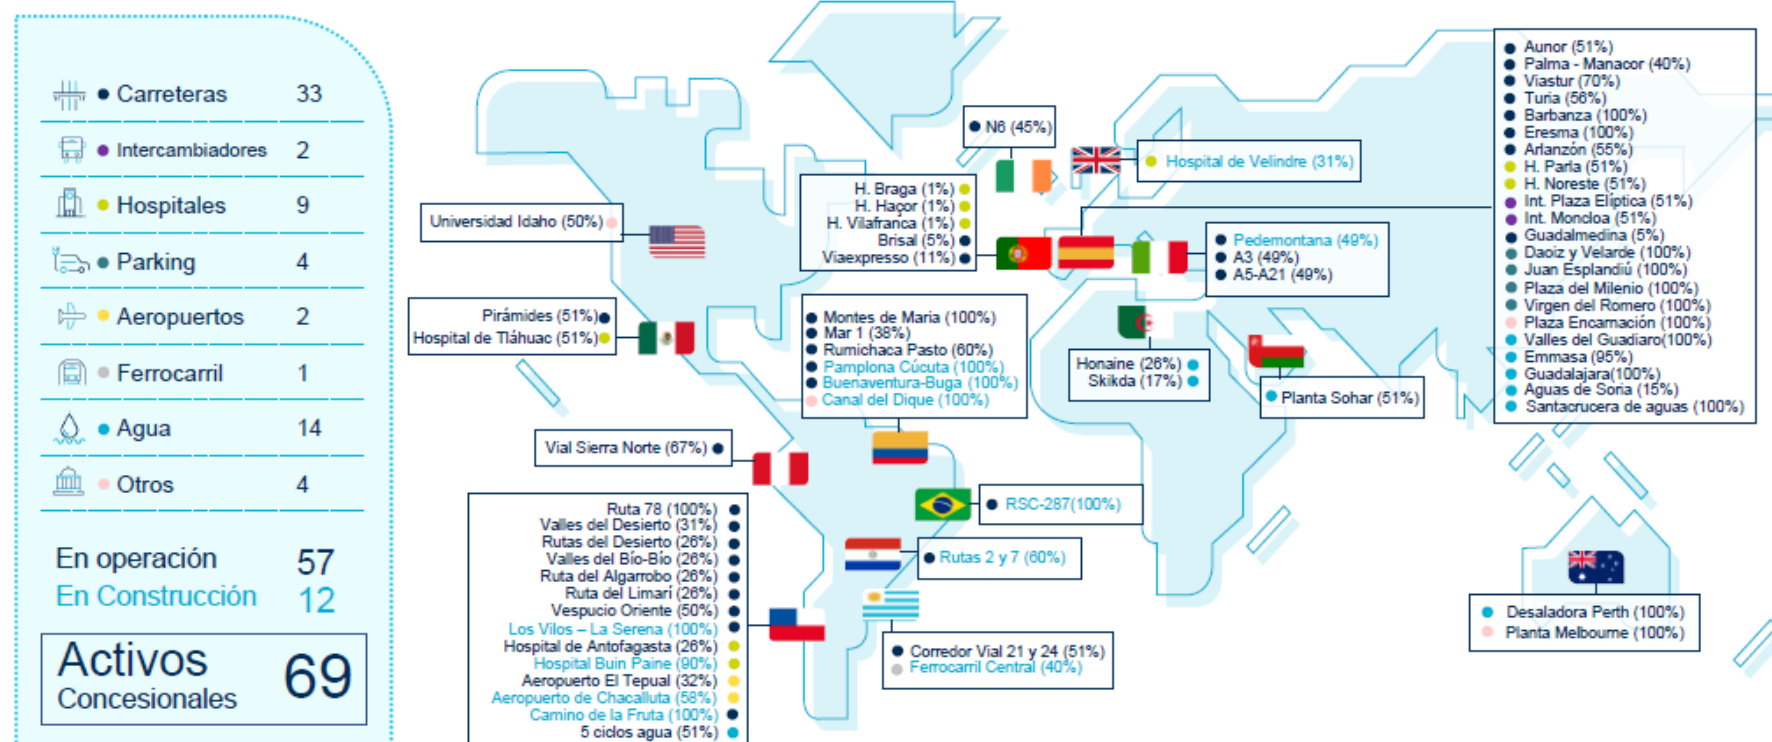 Carreteras 33
Intercambiadores 2
Hospitales 9
Parking 4
Aeropuertos 2
Ferrocarril 1
Agua 14
Otros 4
En operación 57
En Construcción 12
Activos
Concesionales
69
Universidad Idaho (50%)
Pirámides (51%)
Hospital de Tláhuac (51%)
N6 (45%)
Hospital de Velindre (31%)
H. Braga (1%)
H. Haçor (1%)
H. Vilafranca (1%)
Brisal (5%)
Viaexpresso (11%)
Pedemontana (49%)
A3 (49%)
A5-A21 (49%)
Montes de Maria (100%)
Mar 1 (38%)
Rumichaca Pasto (60%)
Pamplona Cúcuta (100%)
Buenaventura-Buga (100%)
Canal del Dique (100%)
Honaine (26%)
Skikda (17%)
Planta Sohar (51%)
Vial Sierra Norte (67%)
RSC-287(100%)
Rutas 2 y 7 (60%)
Ruta 78 (100%)
Valles del Desierto (31%)
Rutas del Desierto (26%)
Valles del Bío-Bío (26%)
Ruta del Algarrobo (26%)
Ruta del Limarí (26%)
Vespucio Oriente (50%)
Los Vilos – La Serena (100%)
Hospital de Antofagasta (26%)
Hospital Buin Paine (90%)
Aeropuerto El Tepual (32%)
Aeropuerto de Chacalluta (58%)
Camino de la Fruta (100%)
5 ciclos agua (51%)
Corredor Vial 21 y 24 (51%)
Ferrocarril Central (40%)
Aunor (51%)
Palma - Manacor (40%)
Viastur (70%)
Turia (56%)
Barbanza (100%)
Eresma (100%)
Arlanzón (55%)
H. Parla (51%)
H. Noreste (51%)
Int. Plaza Elíptica (51%)
Int. Moncloa (51%)
Guadalmedina (5%)
Daoiz y Velarde (100%)
Juan Esplandiú (100%)
Plaza del Milenio (100%)
Virgen del Romero (100%)
Plaza Encarnación (100%)
Valles del Guadiaro(100%)
Emmasa (95%)
Guadalajara(100%)
Aguas de Soria (15%)
Santacrucera de aguas (100%)
Desaladora Perth (100%)
Planta Melbourne (100%)